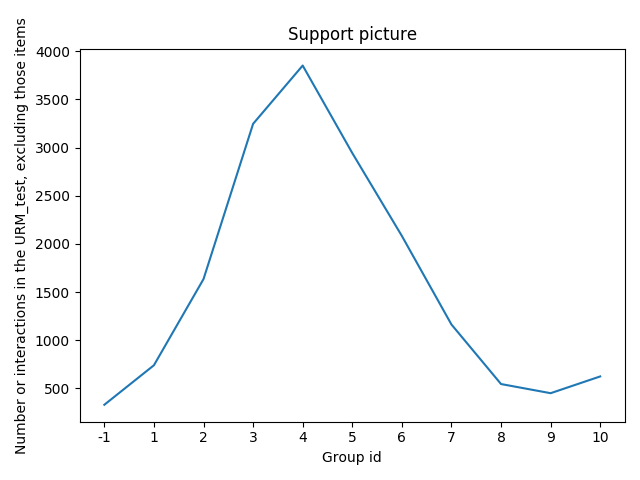 Support picture
Number or interactions in the URM_test, excluding those items
4000
3500
3000
2500
2000
1500
1000
500
-1 1 2 3 4 5 6 7 8 9 10
Group id